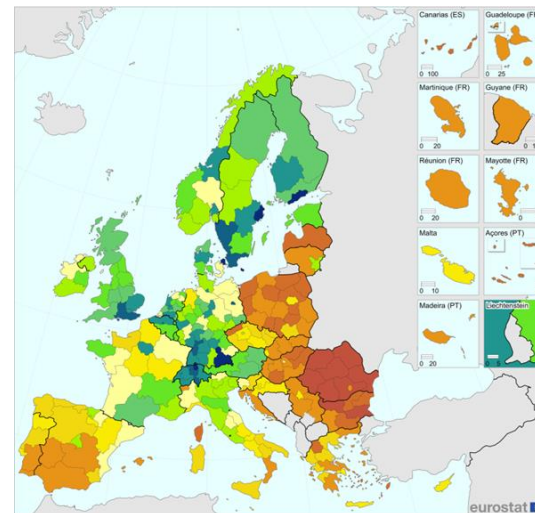 Canarias (ES)
Guadeloupe (FR
0 100
0 25
Martinique (FR)
Guyane (FR)
0 20
Réunion (FR)
Mayotte (FR)
0 20
Malta
Açores (PT)
0 10
Madeira (PT)
Liechtenstein
0 20
eurostat